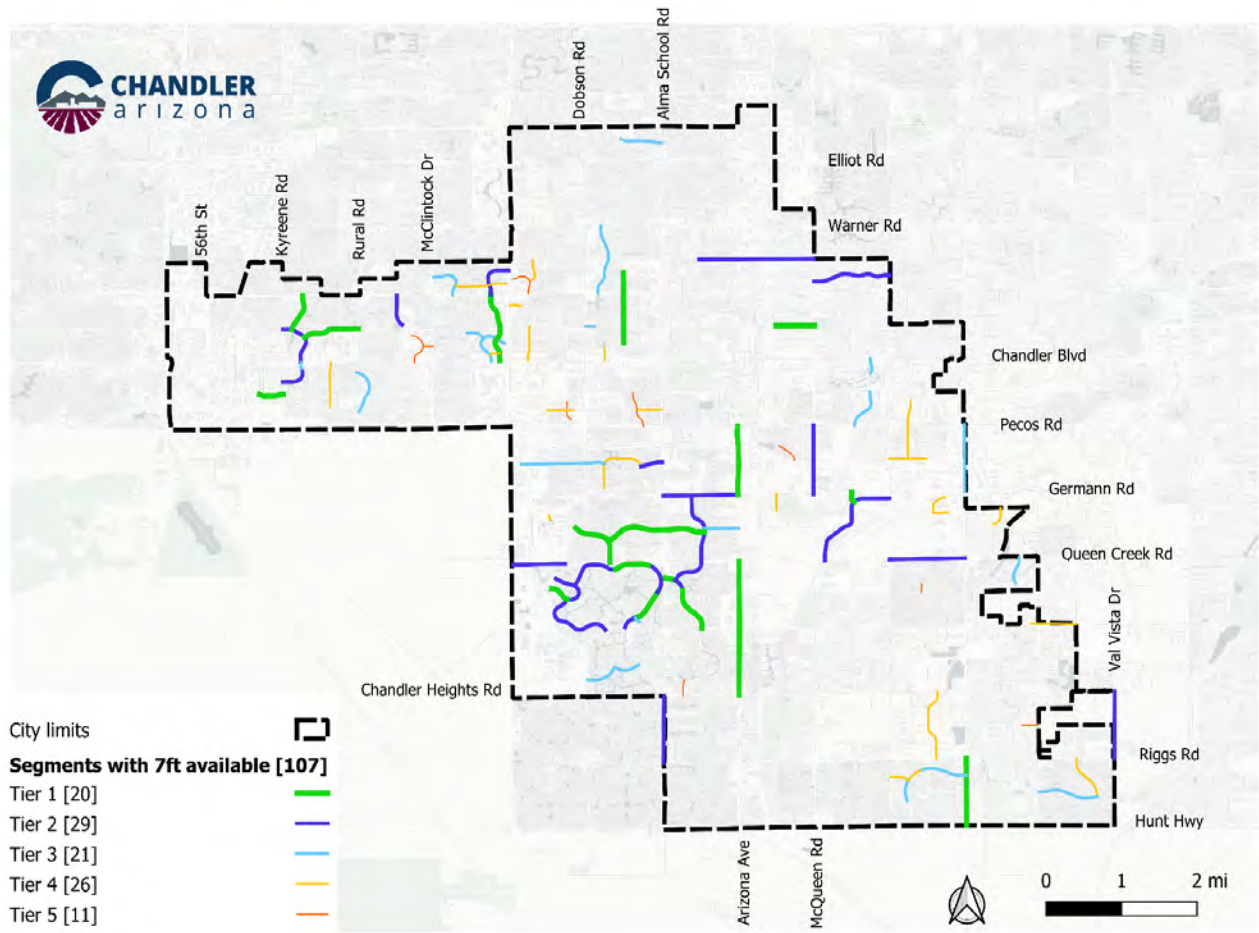 CHANDLER
arizona
Dobson Rd
Alma School Rd
Elliot Rd
Warner Rd
56th St
Kyreene Rd
Rural Rd
McClintock Dr
Chandler Blvd
Pecos Rd
Germann Rd
Queen Creek Rd
Val Vista Dr
Chandler Heights Rd
Riggs Rd
Hunt Hwy
Arizona Ave
McQueen Rd
City limits
Segments with 7ft available [107]
Tier 1 [20]
Tier 2 [29]
Tier 3 [21]
Tier 4 [26]
Tier 5 [11]
0 1 2 mi